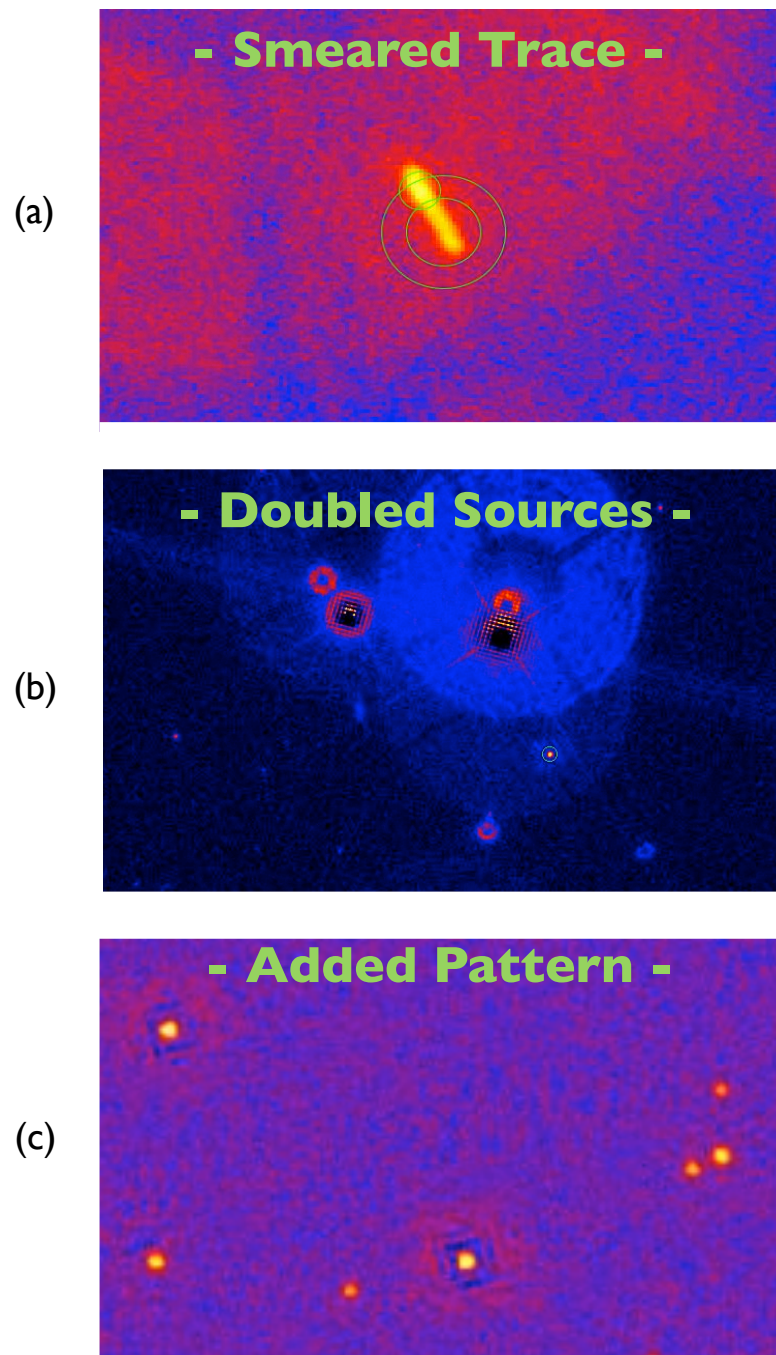 - Smeared Trace -
(a)
- Doubled Sources -
(b)
- Added Pattern -
(c)